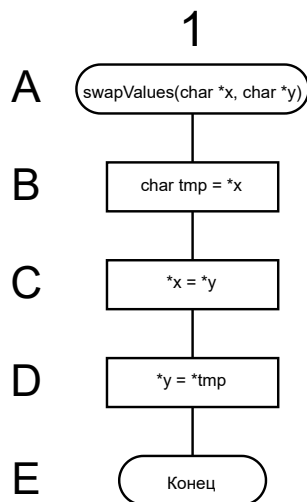 1
A
swapValues(char *x, char *y)
B
char tmp = *x
C
*x = *y
D
*y = *tmp
E
Конец